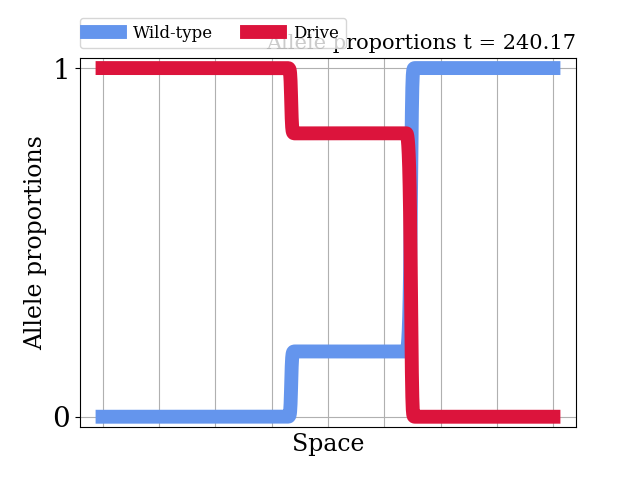 Wild-type Drive
Allele proportions t = 240.17
1
Allele proportions
0
Space